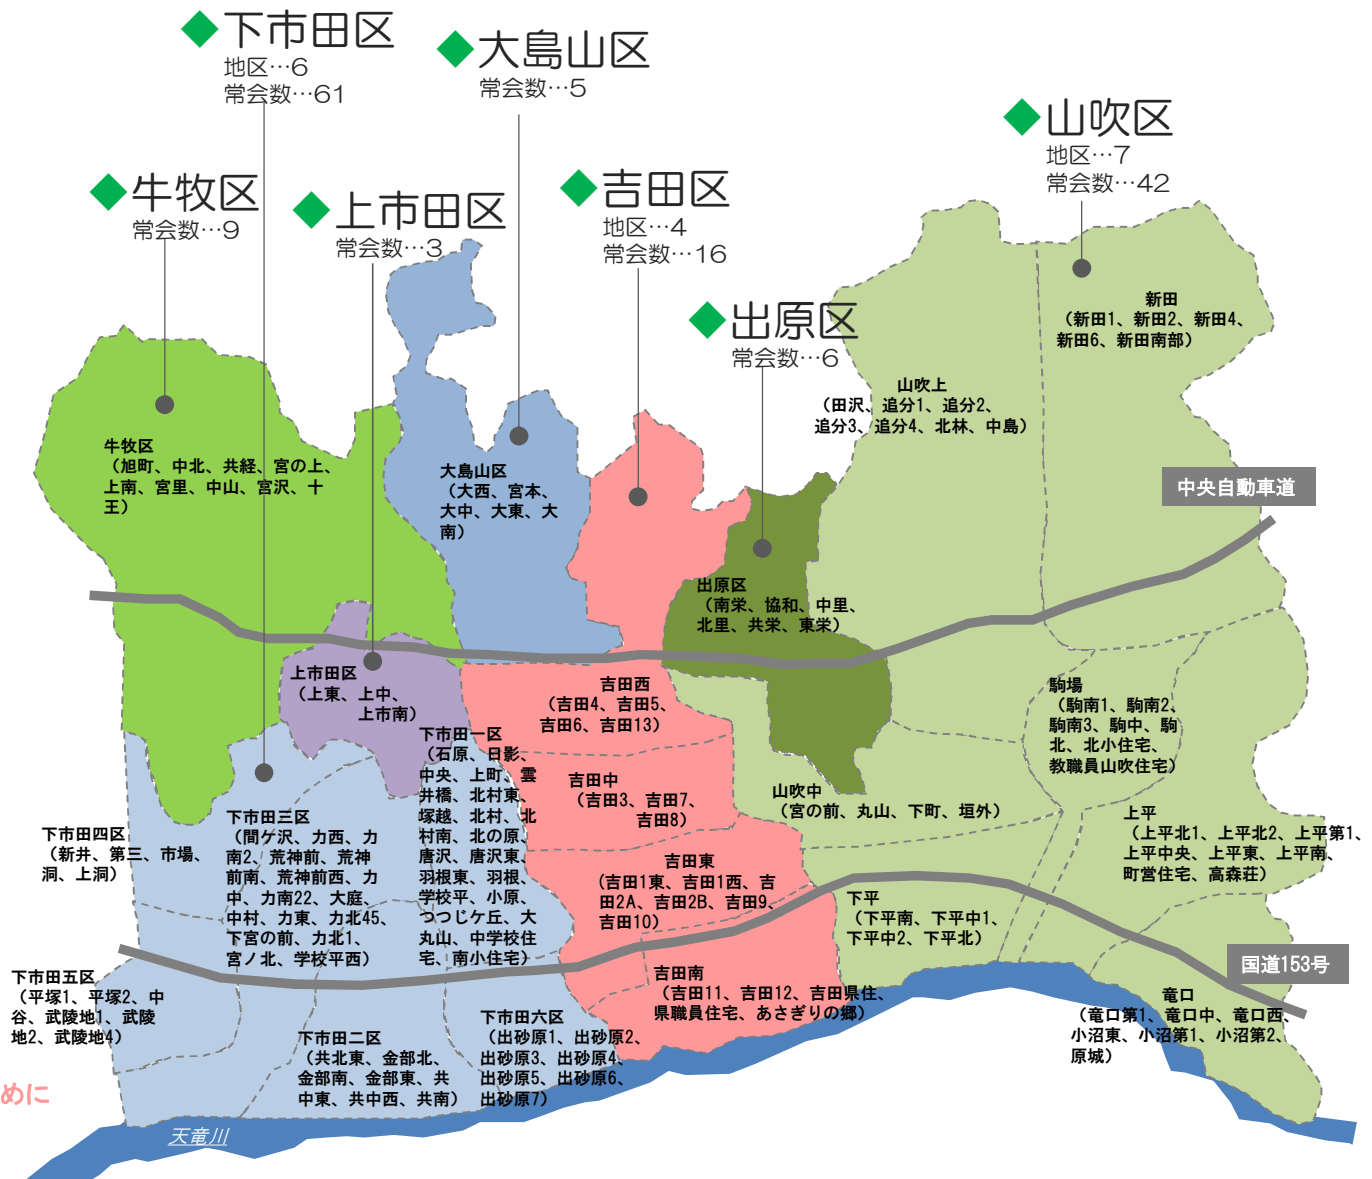 ◆下市田区
地区…6
常会数…61
◆大島山区
常会数…5
◆山吹区
地区…7
常会数…42
◆牛牧区
常会数…9
◆上市田区
常会数…3
◆吉田区
地区…4
常会数…16
◆出原区
常会数…6
新田
(新田1、新田2、新田4、
新田6、新田南部)
山吹上
(田沢、追分1、追分2、
追分3、追分4、北林、中島)
牛牧区
(旭町、中北、共経、宮の上、
上南、宮里、中山、宮沢、十
王)
大島山区
(大西、宮本、
大中、大東、大
南)
中央自動車道
出原区
(南栄、協和、中里、
北里、共栄、東栄)
上市田区
(上東、上中、
上市南)
吉田西
(吉田4、吉田5、
吉田6、吉田13)
駒場
(駒南1、駒南2、
駒南3、駒中、駒
北、北小住宅、
教職員山吹住宅)
下市田一区
(石原、日影、
中央、上町、雲
井橋、北村東、
塚越、北村、北
村南、北の原、
唐沢、唐沢東、
羽根東、羽根、
学校平、小原、
つつじケ丘、大
丸山、中学校住
宅、南小住宅)
吉田中
(吉田3、吉田7、
吉田8)
山吹中
(宮の前、丸山、下町、垣外)
上平
(上平北1、上平北2、上平第1、
上平中央、上平東、上平南、
町営住宅、高森荘)
下市田四区
(新井、第三、市場、
洞、上洞)
下市田三区
(間ケ沢、力西、力
南2、荒神前、荒神
前南、荒神前西、力
中、力南22、大庭、
中村、力東、力北45、
下宮の前、力北1、
宮ノ北、学校平西)
吉田東
(吉田1東、吉田1西、吉
田2A、吉田2B、吉田9、
吉田10)
下平
(下平南、下平中1、
下平中2、下平北)
国道153号
下市田五区
(平塚1、平塚2、中
谷、武陵地1、武陵
地2、武陵地4)
吉田南
(吉田11、吉田12、吉田県住、
県職員住宅、あさぎりの郷)
竜口
(竜口第1、竜口中、竜口西、
小沼東、小沼第1、小沼第2、
原城)
下市田二区
(共北東、金部北、
金部南、金部東、共
中東、共中西、共南)
下市田六区
(出砂原1、出砂原2、
出砂原3、出砂原4、
出砂原5、出砂原6、
出砂原7)
めに
天竜川